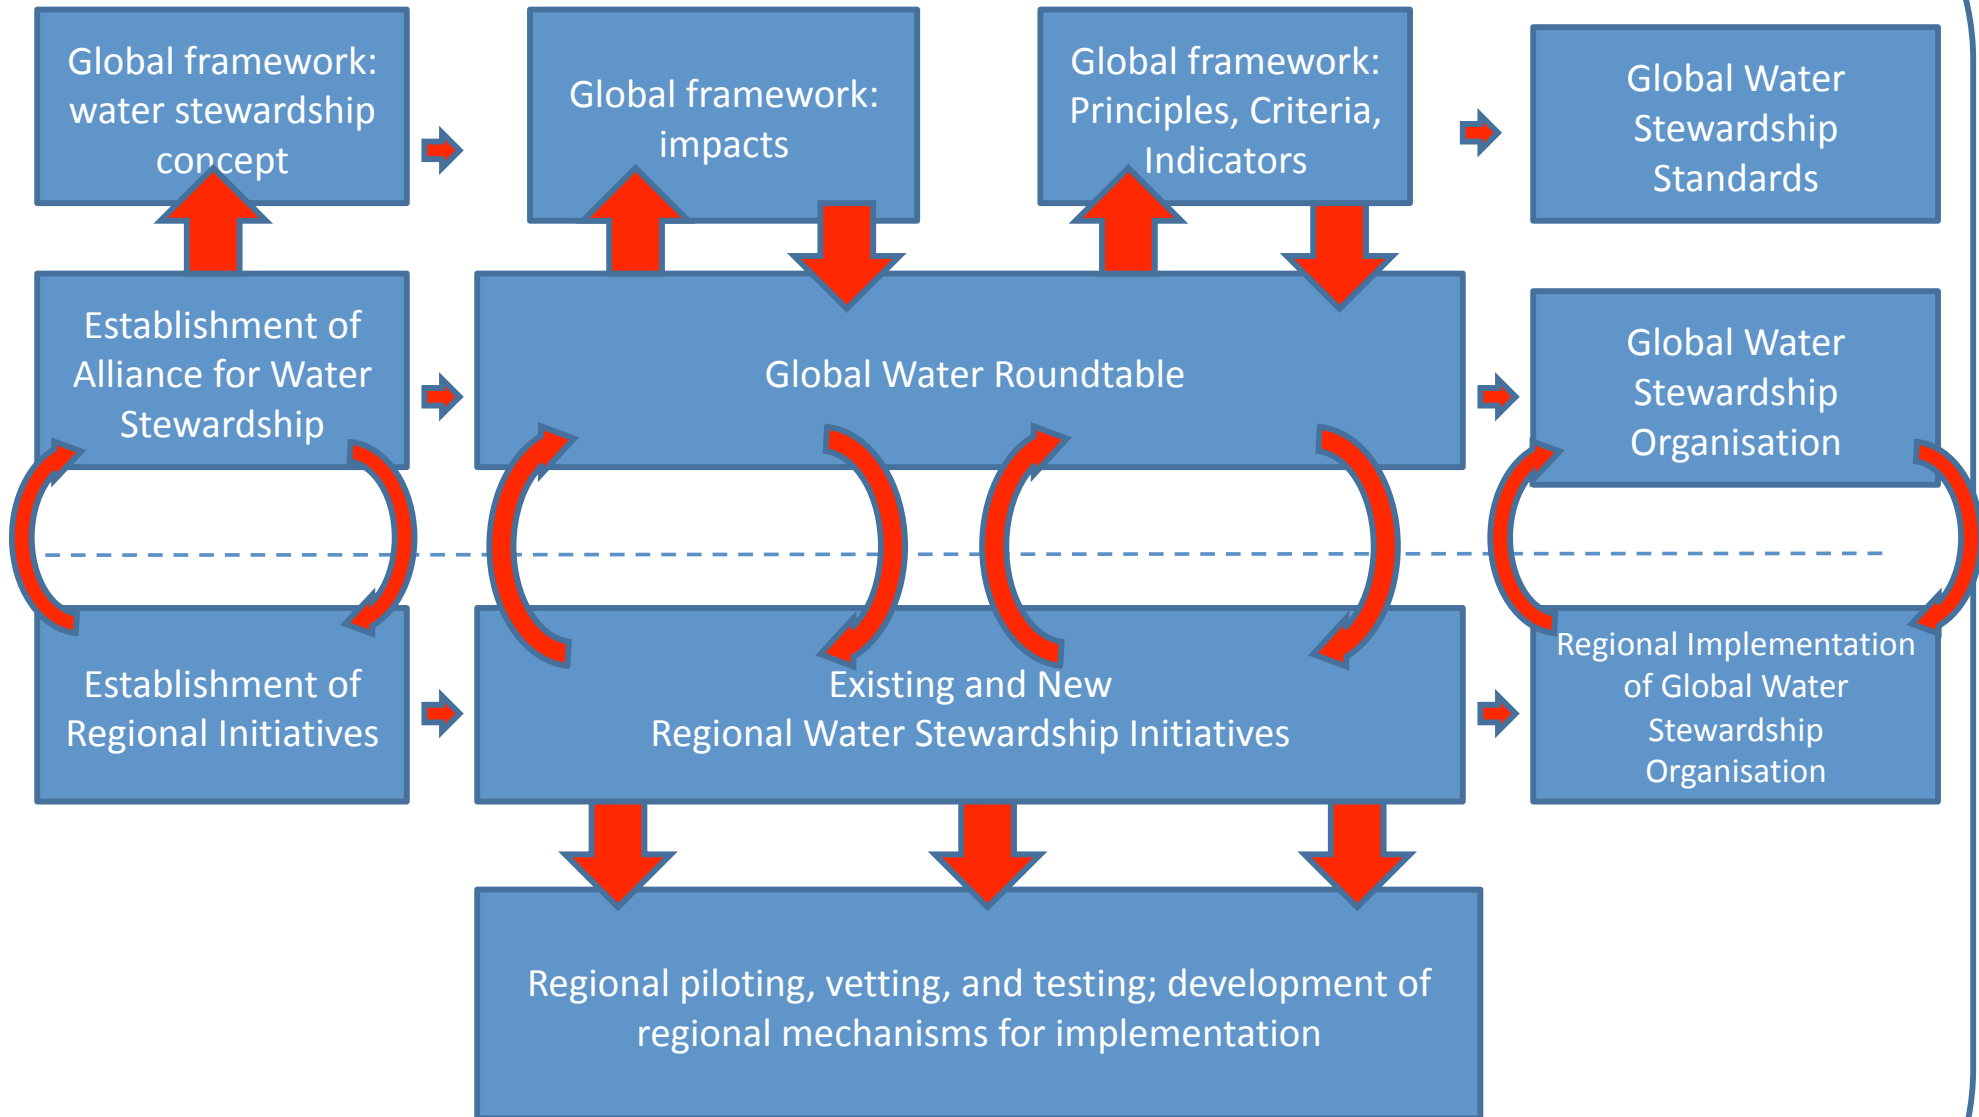 Global framework:
water stewardship
concept
Global framework:
impacts
Global framework:
Principles, Criteria,
Indicators
Global Water
Stewardship
Standards
Establishment of
Alliance for Water
Stewardship
Global Water Roundtable
Global Water
Stewardship
Organisation
Establishment of
Regional Initiatives
Existing and New
Regional Water Stewardship Initiatives
Regional Implementation
of Global Water
Stewardship
Organisation
Regional piloting, vetting, and testing; development of
regional mechanisms for implementation